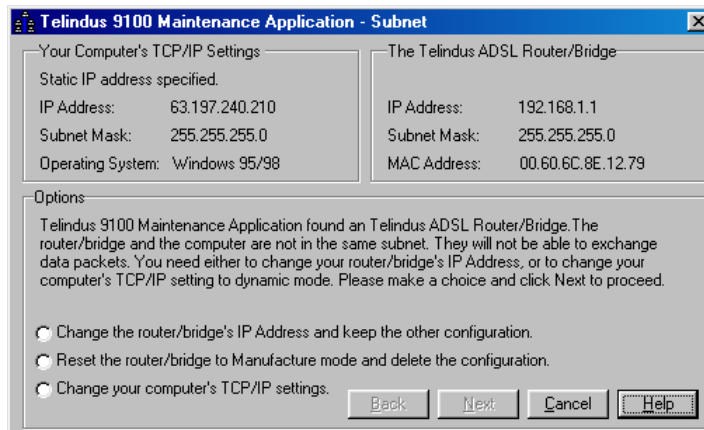 Telindus 9100 Maintenance Application - Subnet
Your Computer's TCP/IP Settings
Static IP address specified.
IP Address: 63.197.240.210
Subnet Mask: 255.255.255.0
Operating System: Windows 95/98
The Telindus ADSL Router/Bridge
IP Address: 192.168.1.1
Subnet Mask: 255.255.255.0
MAC Address: 00.60.6C.8E.12.79
Options
Telindus 9100 Maintenance Application found an Telindus ADSL Router/Bridge.The
router/bridge and the computer are not in the same subnet. They will not be able to exchange
data packets. You need either to change your router/bridge's IP Address, or to change your
computer's TCP/IP setting to dynamic mode. Please make a choice and click Next to proceed.
Change the router/bridge's IP Address and keep the other configuration.
Reset the router/bridge to Manufacture mode and delete the configuration.
Change your computer's TCP/IP settings.
Back Next Cancel Help